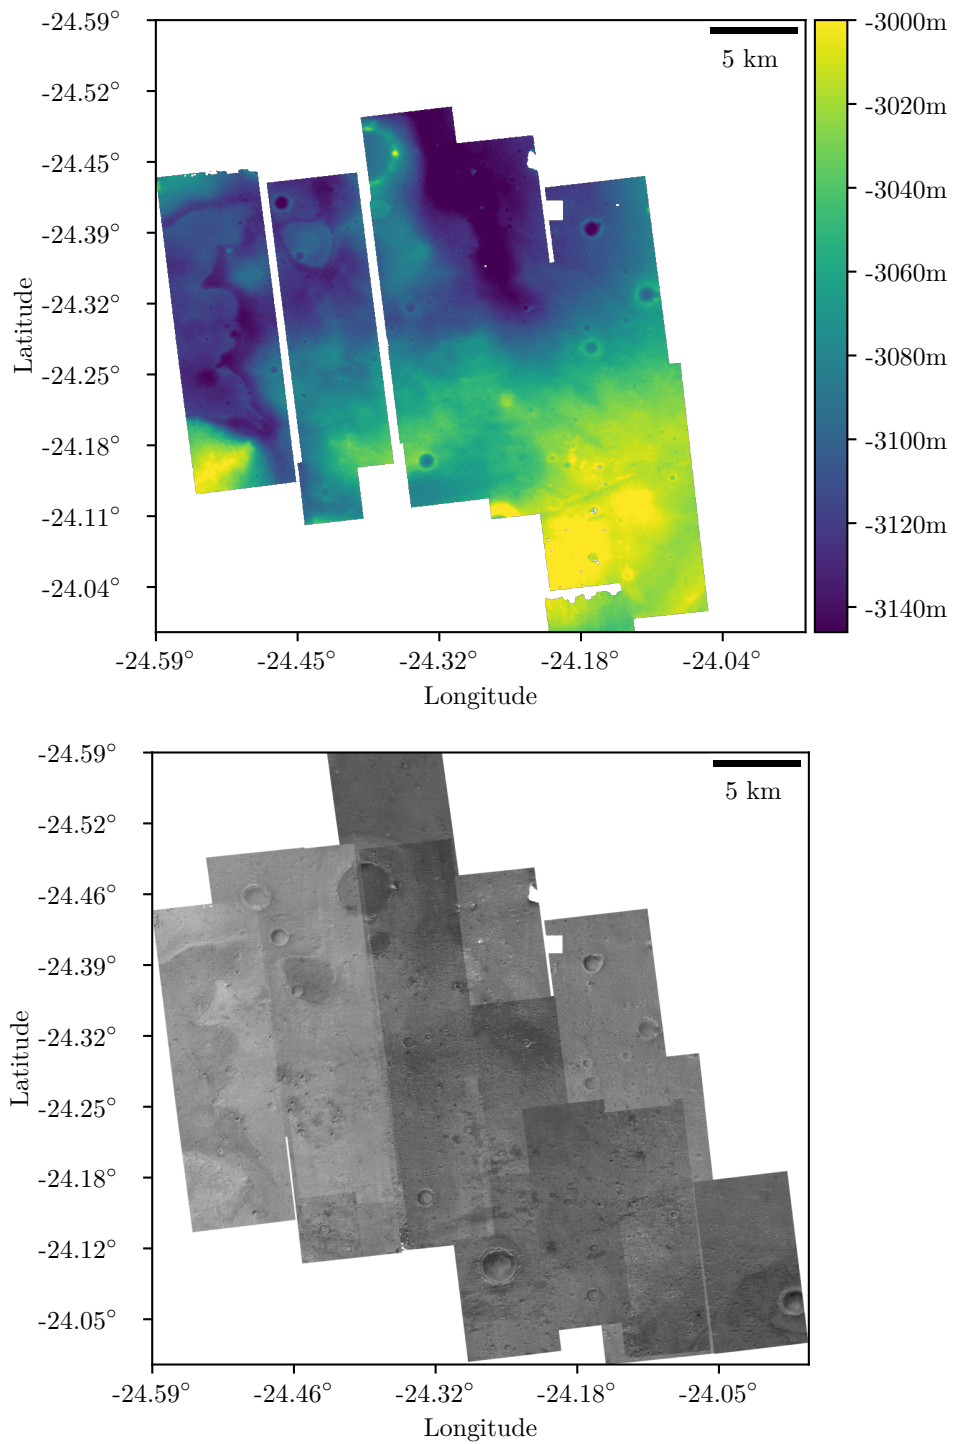 -24.59°
-24.52°
-24.45°
-24.39°
-24.32°
-24.25°
-24.18°
-24.11°
-24.04°
Latitude
5 km
-3000m
-3020m
-3040m
-3060m
-3080m
-3100m
-3120m
-3140m
-24.59° -24.45° -24.32° -24.18° -24.04°
Longitude
-24.59°
-24.52°
-24.46°
-24.39°
-24.32°
-24.25°
-24.18°
-24.12°
-24.05°
Latitude
5 km
-24.59° -24.46° -24.32° -24.18° -24.05°
Longitude